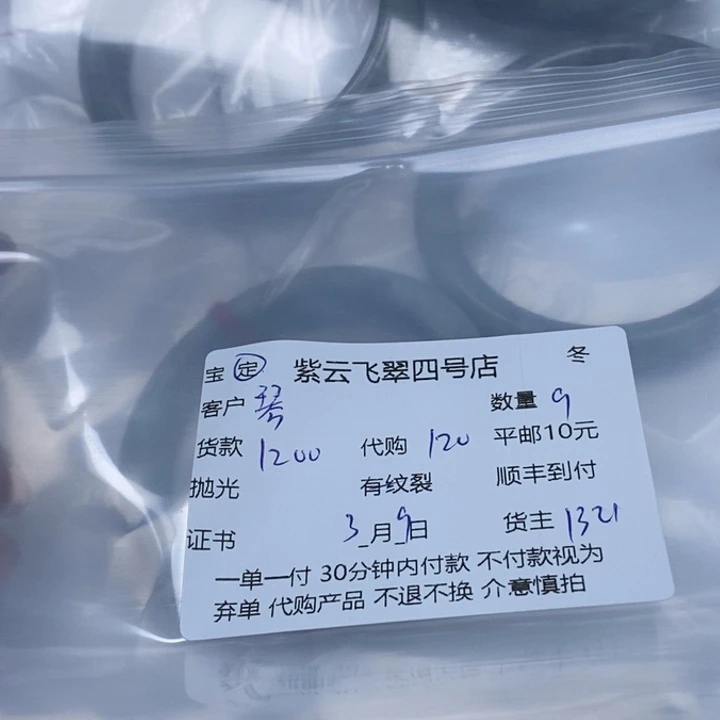 宝 定 紫云飞翠四号店 冬
客户 琴 数量 9
货款 1200 代购 120 平邮10元
抛光 有纹裂 顺丰到付
证书 3月9日 货主 1321
一单一付 30分钟内付款 不付款视为
弃单 代购产品 不退不换 介意慎拍